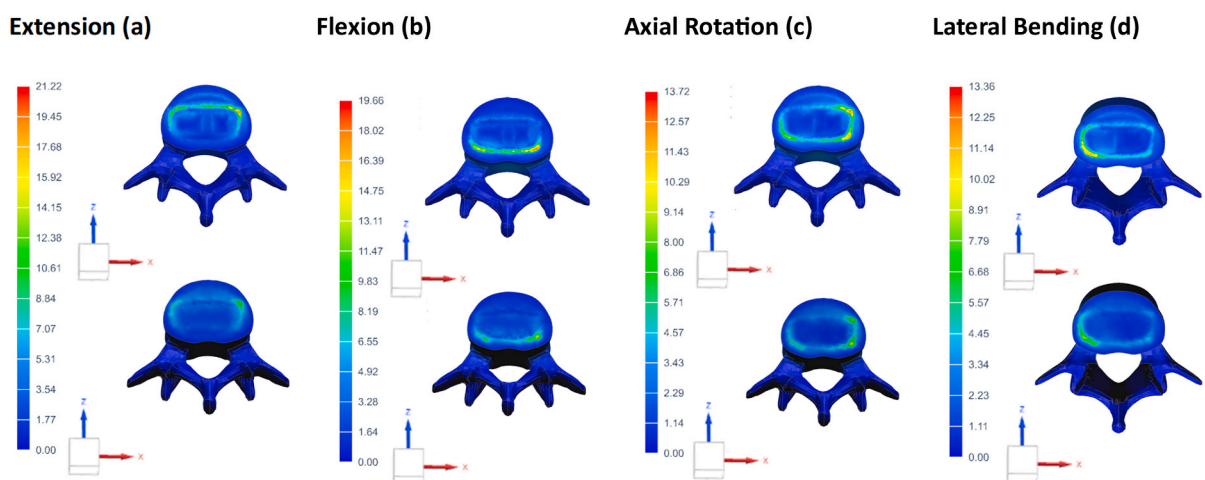 Extension (a)
Flexion (b)
Axial Rotation (c)
Lateral Bending (d)
21.22
19.45
17.68
15.92
14.15
12.38
10.61
8.84
7.07
5.31
3.54
1.77
0.00
Z
X
Z
X
19.66
18.02
16.39
14.75
13.11
11.47
9.83
8.19
6.55
4.92
3.28
1.64
0.00
Z
X
Z
X
13.72
12.57
11.43
10.29
9.14
8.00
6.86
5.71
4.57
3.43
2.29
1.14
0.00
Z
X
Z
X
13.36
12.25
11.14
10.02
8.91
7.79
6.68
5.57
4.45
3.34
2.23
1.11
0.00
Z
X
Z
X